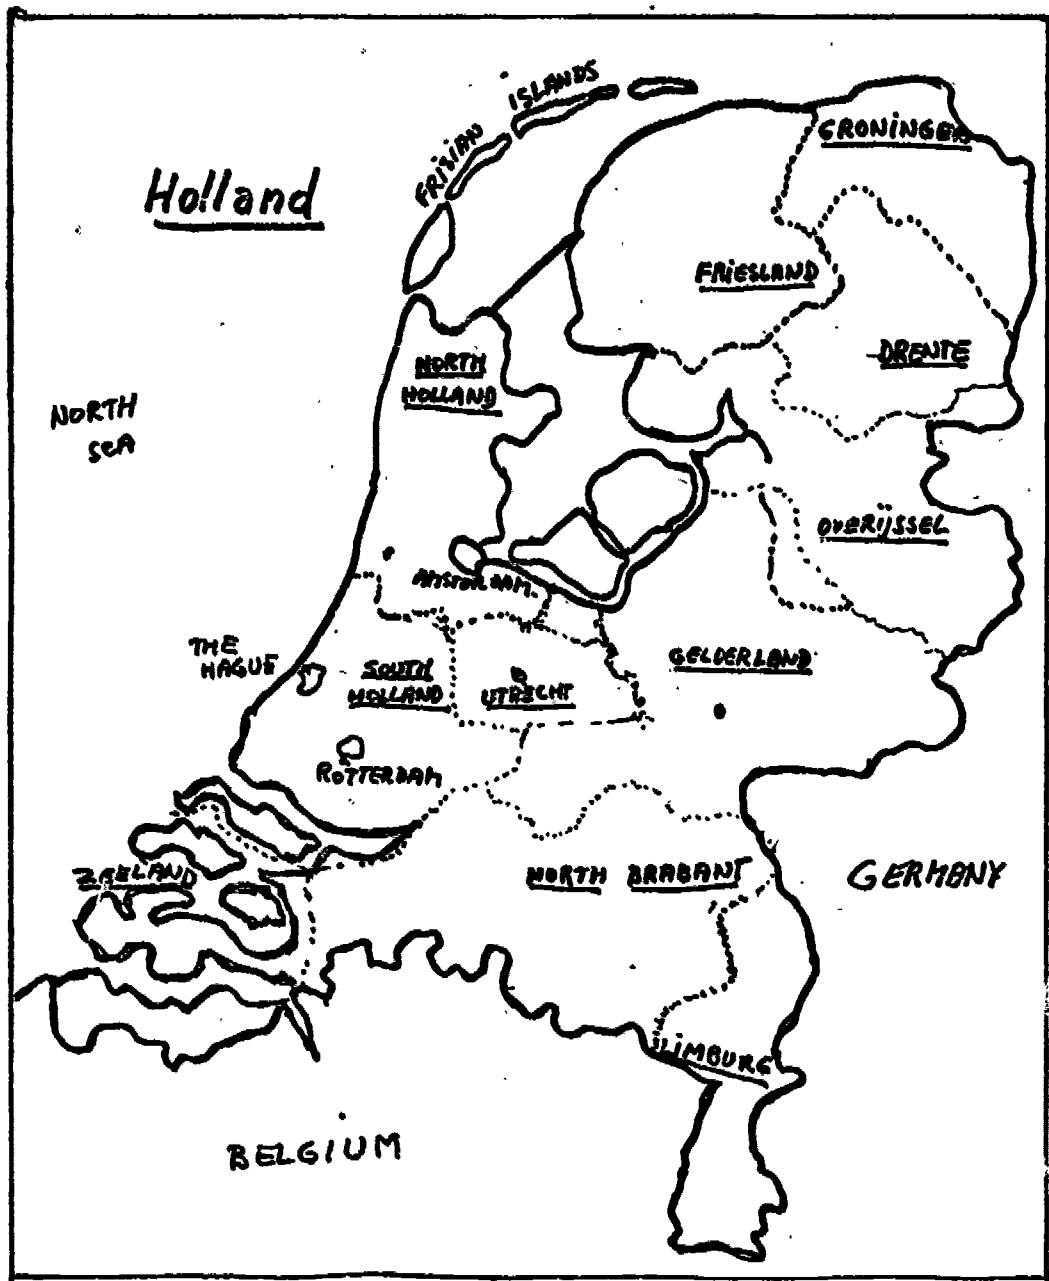 ISLANDS
FRISIAN
GRONINGEN
Holland
FRIESLAND
DRENTE
NORTH
HOLLAND
NORTH
SEA
OVERIJSSEL
AMSTERDAM.
THE
HAGUE
SOUTH
HOLLAND
UTRECHT
GELDERLAND
ROTTERDAM
ZEELAND
NORTH BRABANT
GERMANY
LIMBURG
BELGIUM